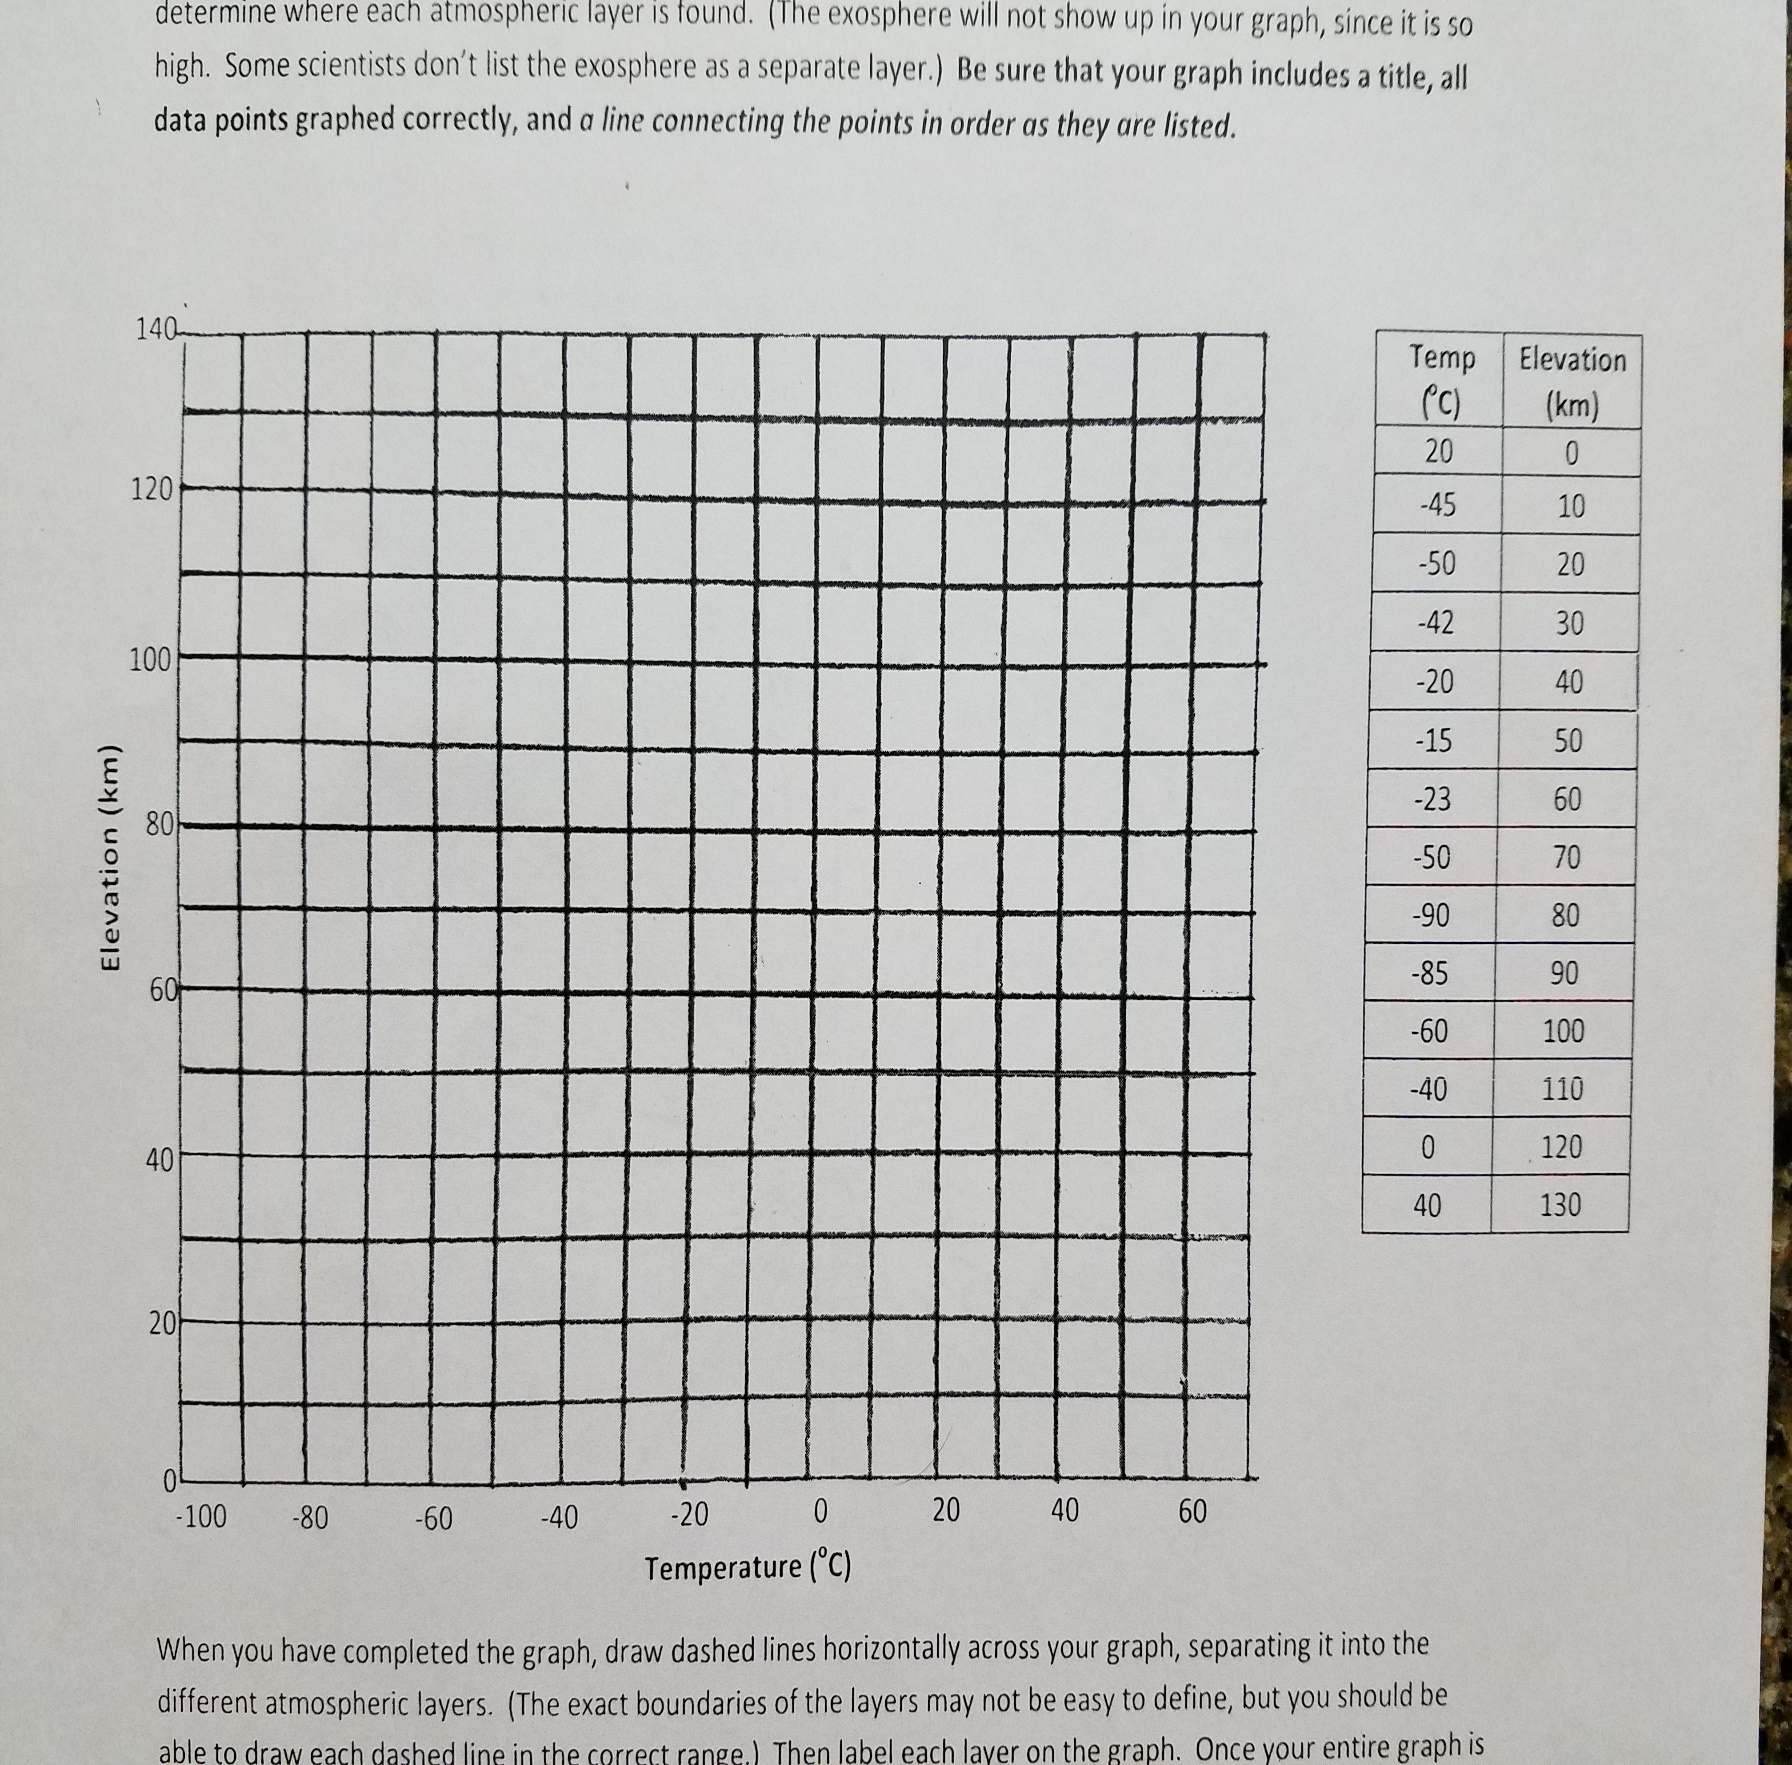 determine where each atmospheric layer is found. (The exosphere will not show up in your graph, since it is so
high. Some scientists don't list the exosphere as a separate layer.) Be sure that your graph includes a title, all
data points graphed correctly, and a line connecting the points in order as they are listed.
140
120
100
80
60
40
20
0
Elevation (km)
-100 -80 -60 -40 -20 0 20 40 60
Temperature (°C)
Temp (°C) Elevation (km)
20 0
-45 10
-50 20
-42 30
-20 40
-15 50
-23 60
-50 70
-90 80
-85 90
-60 100
-40 110
0 120
40 130
When you have completed the graph, draw dashed lines horizontally across your graph, separating it into the
different atmospheric layers. (The exact boundaries of the layers may not be easy to define, but you should be
able to draw each dashed line in the correct range.) Then label each layer on the graph. Once your entire graph is